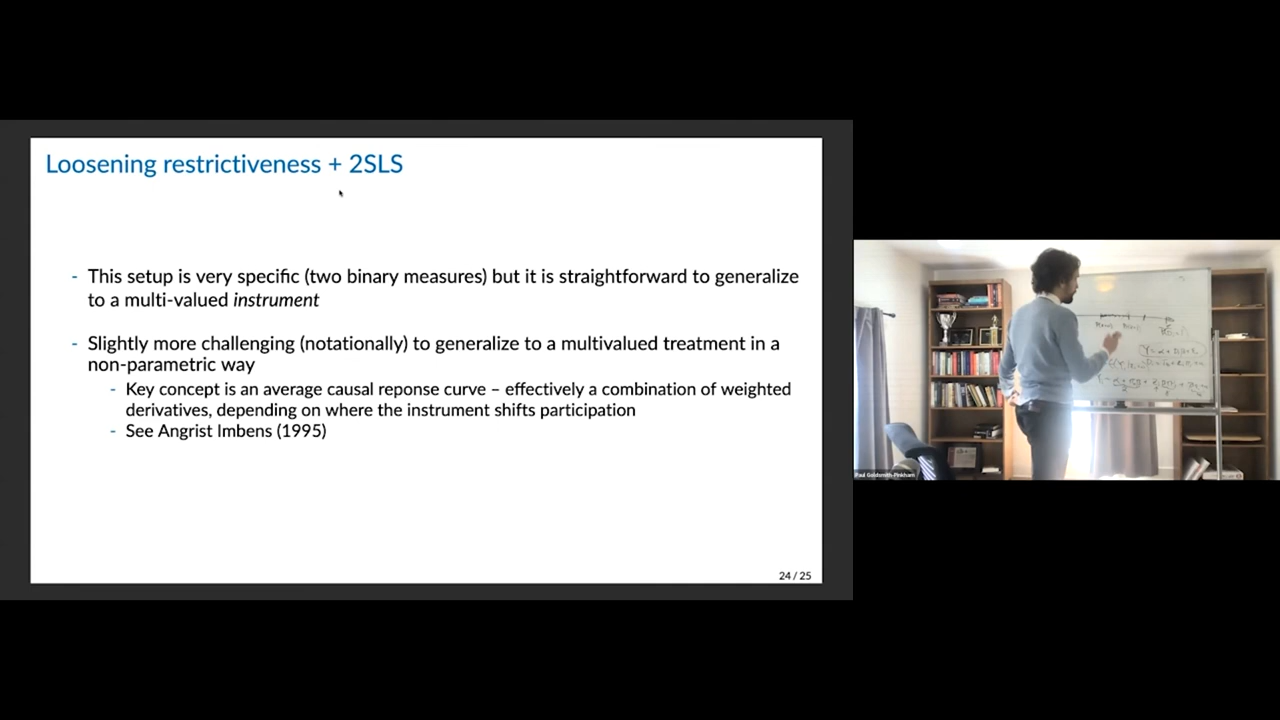 Loosening restrictiveness + 2SLS
- This setup is very specific (two binary measures) but it is straightforward to generalize
to a multi-valued instrument
- Slightly more challenging (notationally) to generalize to a multivalued treatment in a
non-parametric way
- Key concept is an average causal reponse curve – effectively a combination of weighted
derivatives, depending on where the instrument shifts participation
- See Angrist Imbens (1995)
24 / 25
Paul Goldsmith-Pinkham